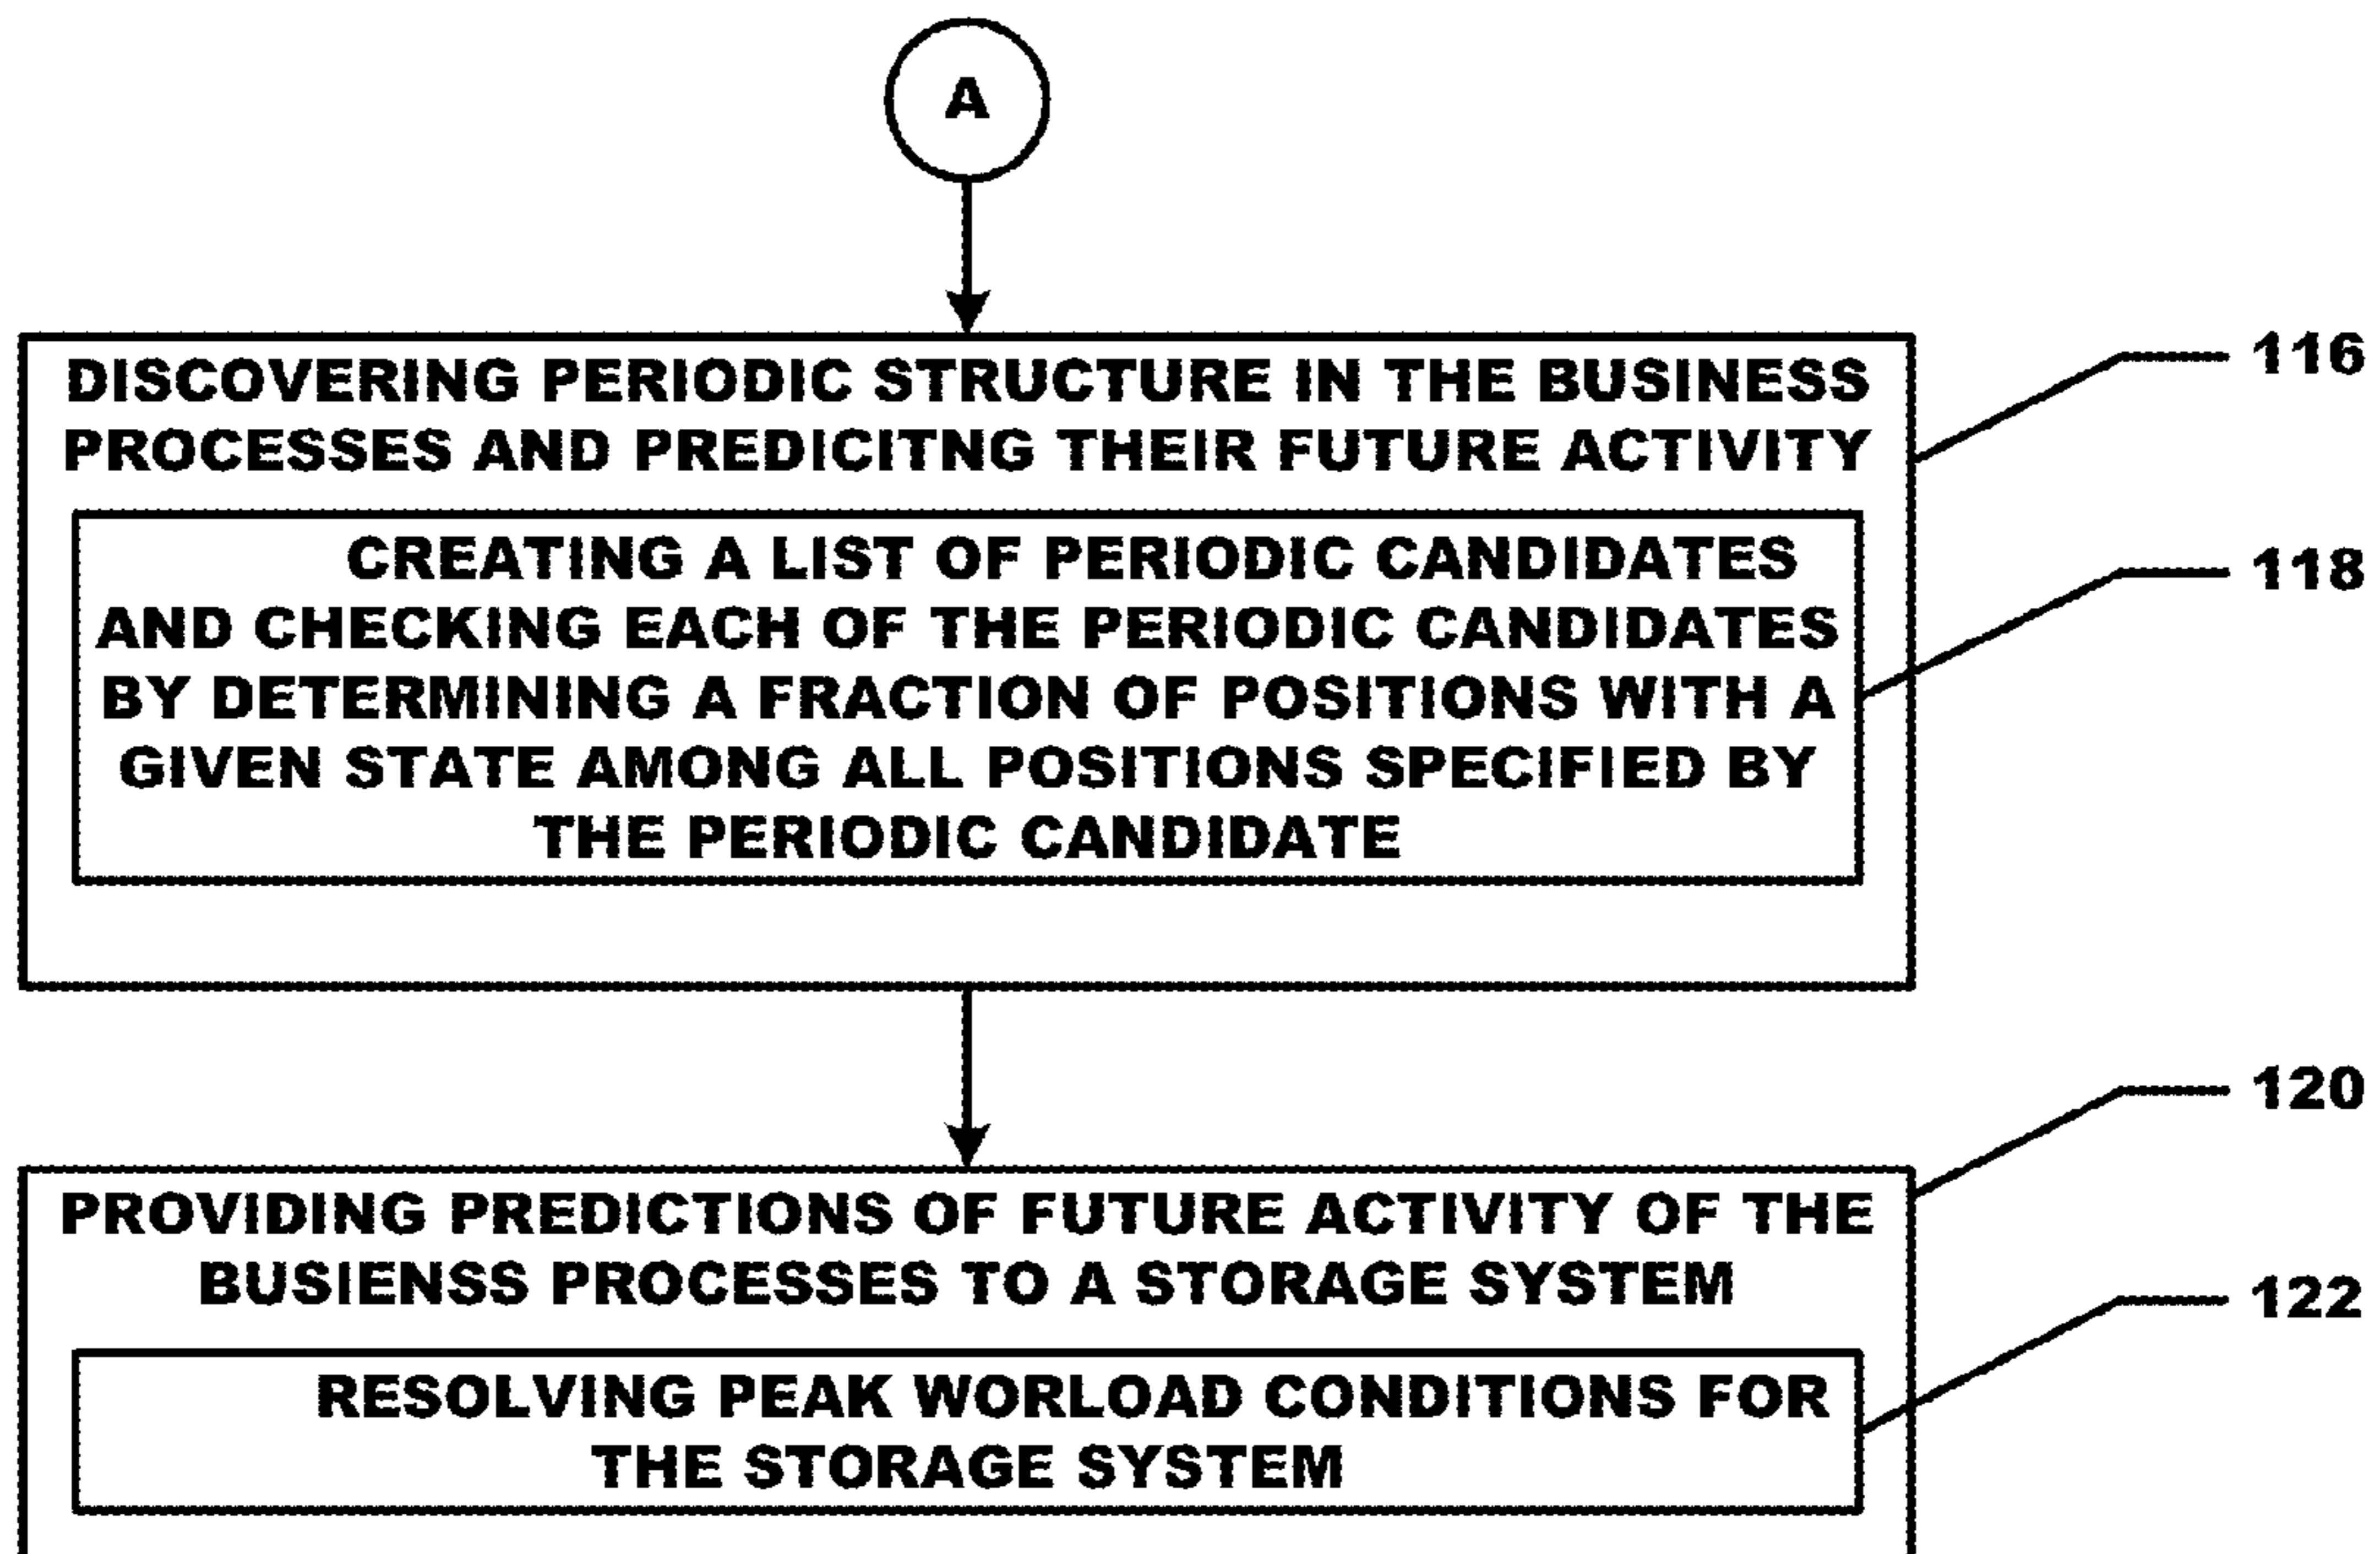 A
DISCOVERING PERIODIC STRUCTURE IN THE BUSINESS
PROCESSES AND PREDICITNG THEIR FUTURE ACTIVITY
116
CREATING A LIST OF PERIODIC CANDIDATES
AND CHECKING EACH OF THE PERIODIC CANDIDATES
BY DETERMINING A FRACTION OF POSITIONS WITH A
GIVEN STATE AMONG ALL POSITIONS SPECIFIED BY
THE PERIODIC CANDIDATE
118
PROVIDING PREDICTIONS OF FUTURE ACTIVITY OF THE
BUSIENSS PROCESSES TO A STORAGE SYSTEM
120
RESOLVING PEAK WORLOAD CONDITIONS FOR
THE STORAGE SYSTEM
122